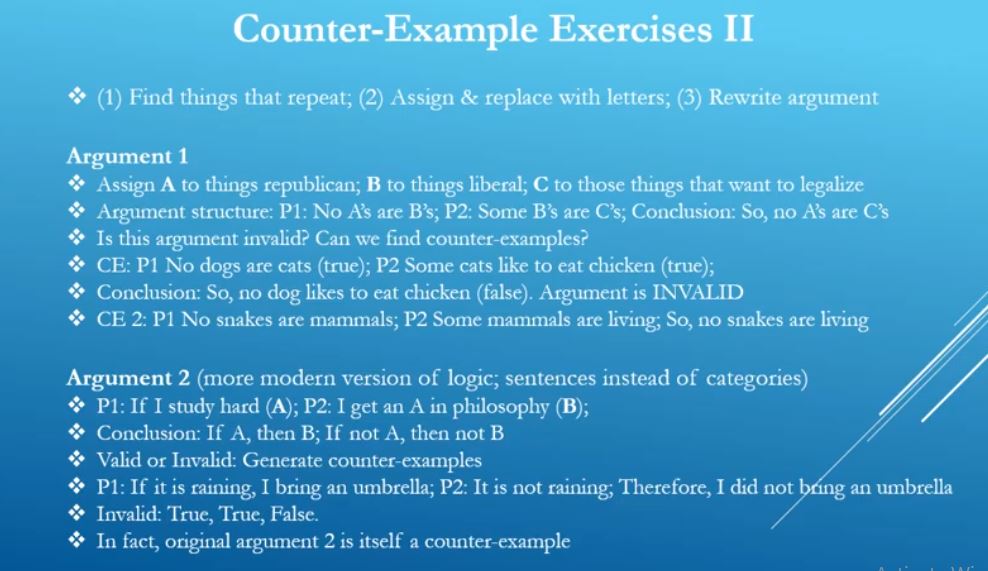 Counter-Example Exercises II
❖ (1) Find things that repeat; (2) Assign & replace with letters; (3) Rewrite argument
Argument 1
❖ Assign A to things republican; B to things liberal; C to those things that want to legalize
❖ Argument structure: P1: No A's are B's; P2: Some B's are C's; Conclusion: So, no A's are C's
❖ Is this argument invalid? Can we find counter-examples?
❖ CE: P1 No dogs are cats (true); P2 Some cats like to eat chicken (true);
❖ Conclusion: So, no dog likes to eat chicken (false). Argument is INVALID
❖ CE 2: P1 No snakes are mammals; P2 Some mammals are living; So, no snakes are living
Argument 2 (more modern version of logic; sentences instead of categories)
❖ P1: If I study hard (A); P2: I get an A in philosophy (B);
❖ Conclusion: If A, then B; If not A, then not B
❖ Valid or Invalid: Generate counter-examples
❖ P1: If it is raining, I bring an umbrella; P2: It is not raining; Therefore, I did not bring an umbrella
❖ Invalid: True, True, False.
❖ In fact, original argument 2 is itself a counter-example